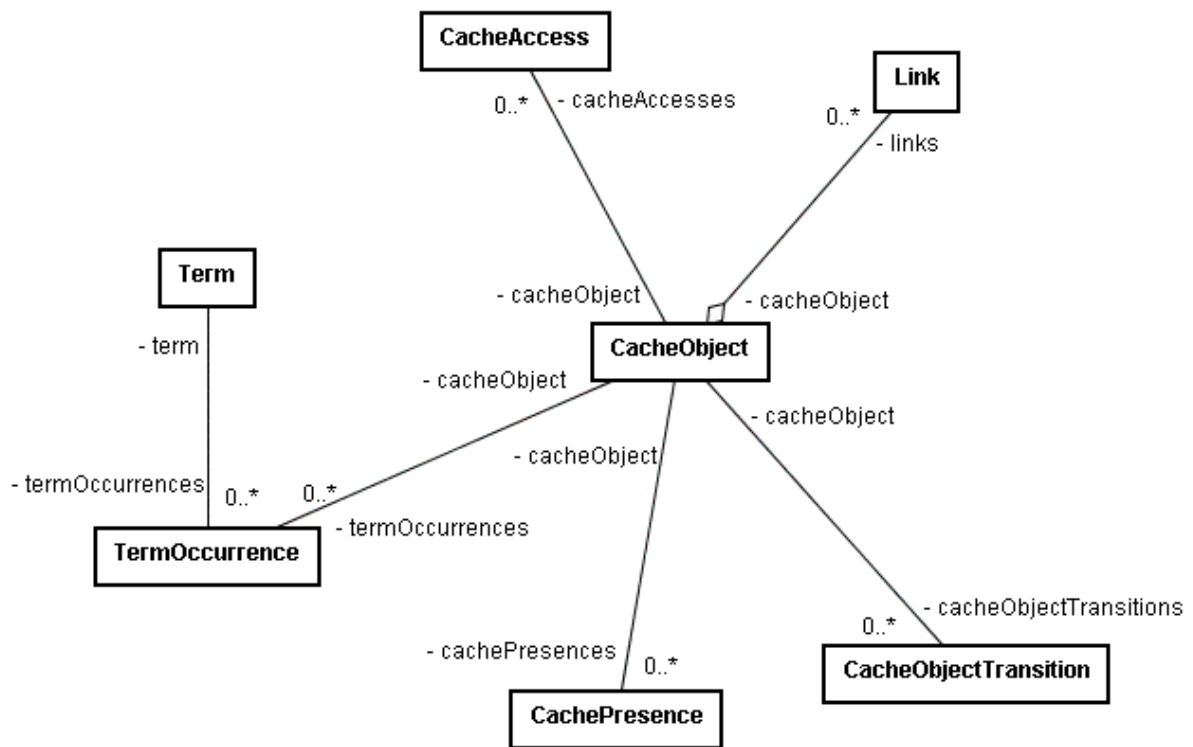 CacheAccess
Link
0..*
- cacheAccesses
0..*
- links
Term
- cacheObject
- cacheObject
- term
CacheObject
- cacheObject
- cacheObject
- cacheObject
- termOccurrences
0..*
0..*
- termOccurrences
TermOccurrence
- cacheObjectTransitions
0..*
- cachePresences
0..*
CacheObjectTransition
CachePresence